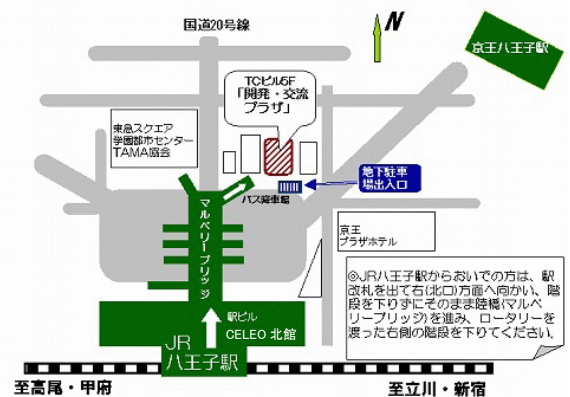 国道20号線
N
京王八王子駅
TCビル5F
「開発・交流
プラザ」
東急スクエア
学園都市センター
TAMA協会
地下駐車
場出入口
バス降車場
マルベリーブリッジ
京王
プラザホテル
◎JR八王子駅からおいでの方は、駅
改札を出て右(北口)方面へ向かい、階
段を下りずにそのまま陸橋(マルベ
リーブリッジ)を進み、ロータリーを
渡った右側の階段を下りてください。
駅ビル
CELEO 北館
JR
八王子駅
至高尾・甲府
至立川・新宿